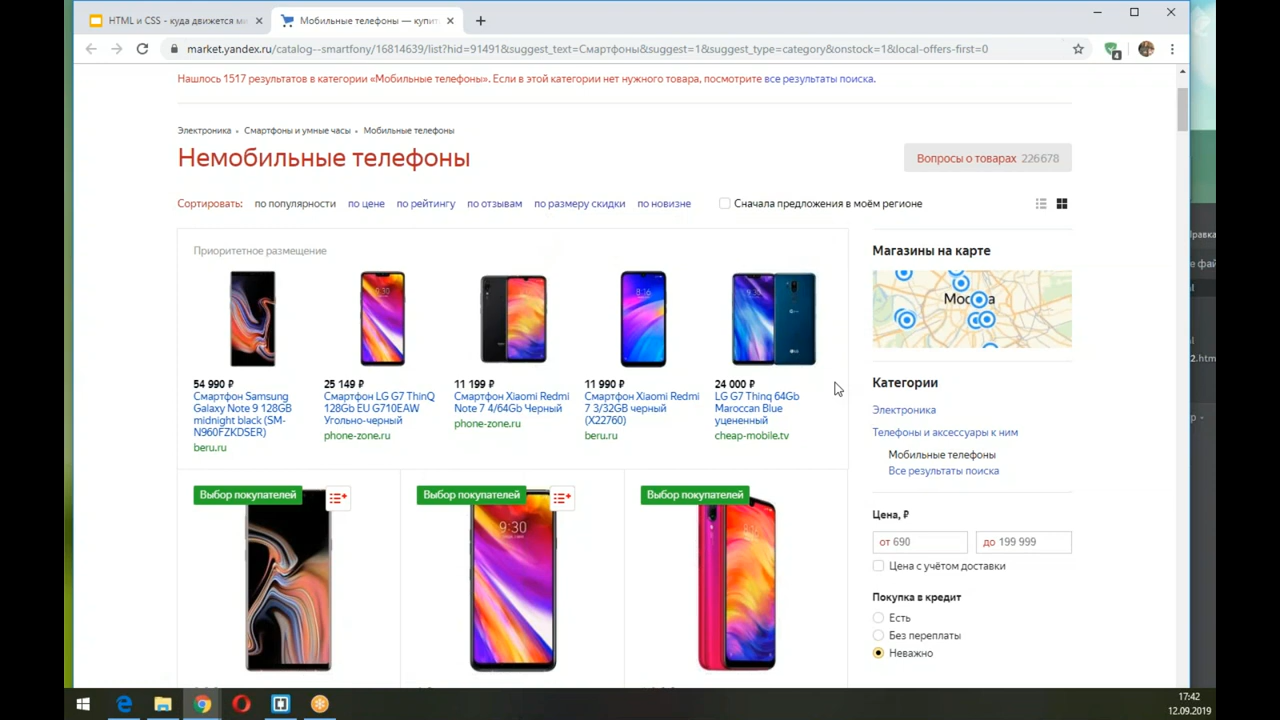 HTML и CSS - куда движется ми
Мобильные телефоны — купить
market.yandex.ru/catalog--smartfony/16814639/list?hid=91491&suggest_text=Смартфоны&suggest=1&suggest_type=category&onstock=1&local-offers-first=0
4
Нашлось 1517 результатов в категории «Мобильные телефоны». Если в этой категории нет нужного товара, посмотрите все результаты поиска.
Электроника • Смартфоны и умные часы • Мобильные телефоны
Немобильные телефоны
Вопросы о товарах 226678
Сортировать: по популярности по цене по рейтингу по отзывам по размеру скидки по новизне Сначала предложения в моём регионе
Приоритетное размещение
54 990 ₽
Смартфон Samsung
Galaxy Note 9 128GB
midnight black (SM-
N960FZKDSER)
beru.ru
9:30
25 149 ₽
Смартфон LG G7 ThinQ
128Gb EU G710EAW
Угольно-черный
phone-zone.ru
11 199 ₽
Смартфон Xiaomi Redmi
Note 7 4/64Gb Черный
phone-zone.ru
8:16
11 990 ₽
Смартфон Xiaomi Redmi
7 3/32GB черный
(X22760)
beru.ru
24 000 ₽
LG G7 Thinq 64Gb
Maroccan Blue
уцененный
cheap-mobile.tv
Выбор покупателей
Выбор покупателей
9:30
Выбор покупателей
Магазины на карте
Москва
Категории
Электроника
Телефоны и аксессуары к ним
Мобильные телефоны
Все результаты поиска
Цена, ₽
от 690
до 199 999
Цена с учётом доставки
Покупка в кредит
Есть
Без переплаты
Неважно
17:42
12.09.2019